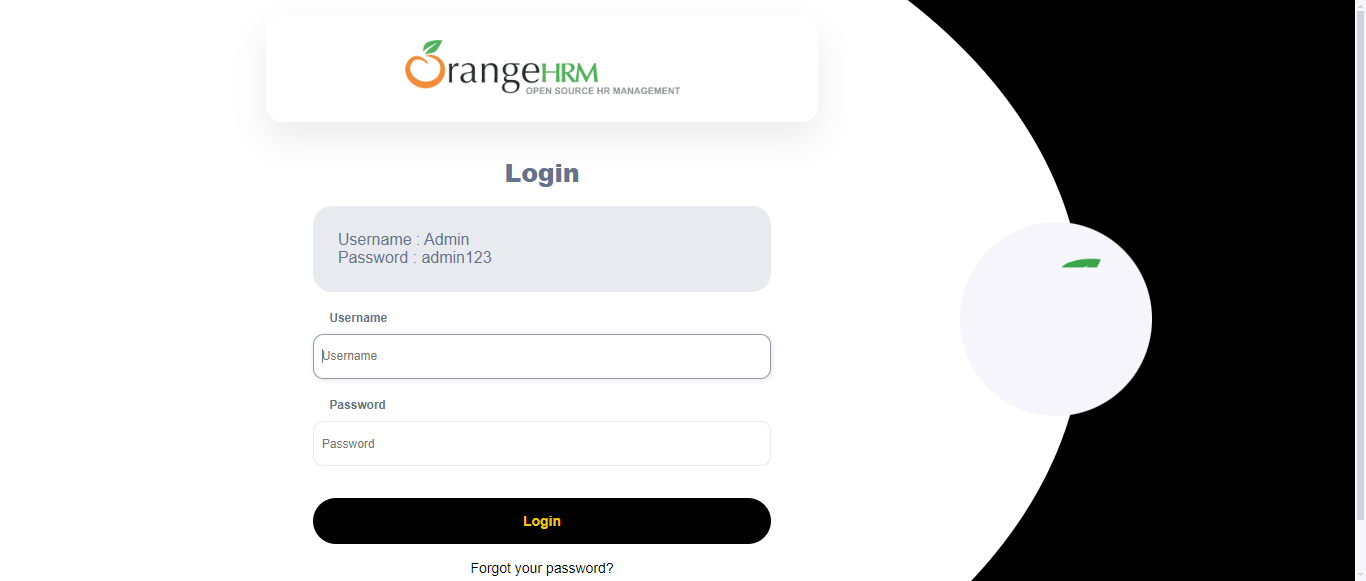 OrangeHRM
OPEN SOURCE HR MANAGEMENT
Login
Username : Admin
Password : admin123
Username
Username
Password
Password
Login
Forgot your password?